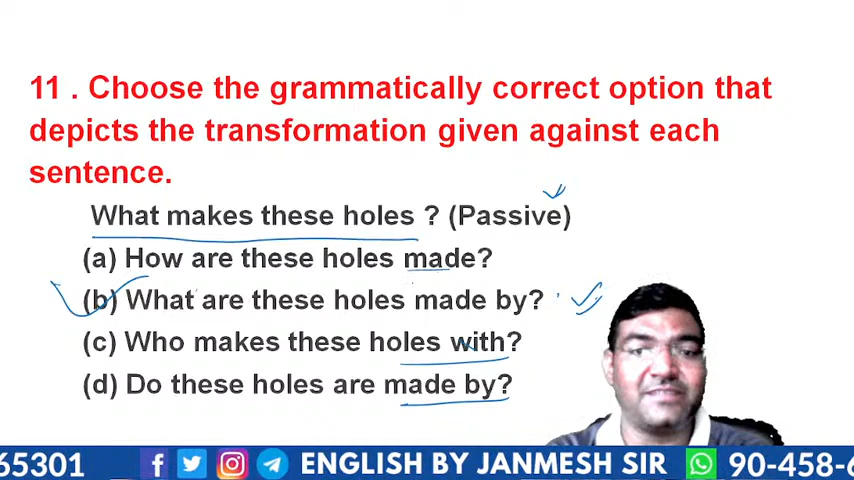 11 . Choose the grammatically correct option that
depicts the transformation given against each
sentence.
What makes these holes ? (Passive)
(a) How are these holes made?
(b) What are these holes made by?
(c) Who makes these holes with?
(d) Do these holes are made by?
65301 ENGLISH BY JANMESH SIR 90-458-6